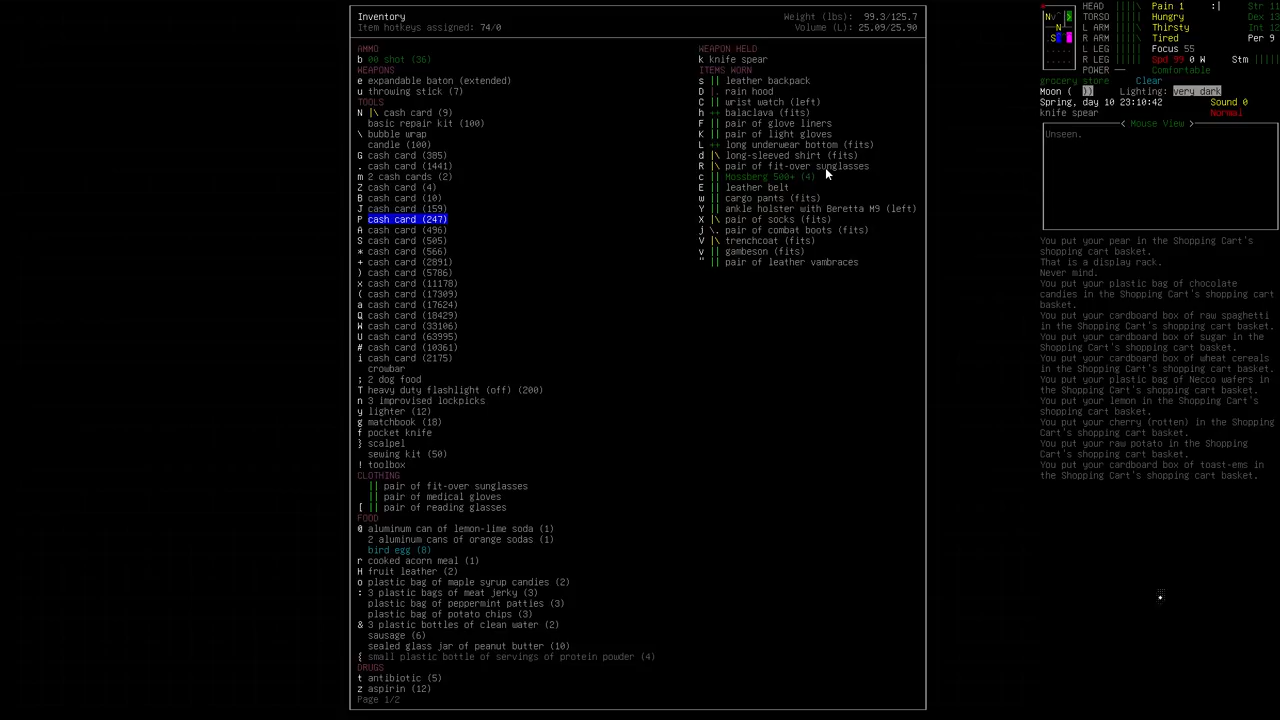 Inventory
Weight (lbs): 99.3/125.7
Item hotkeys assigned: 74/0
Volume (L): 25.09/25.90
AMMO
b 00 shot (36)
WEAPONS
e expandable baton (extended)
u throwing stick (7)
TOOLS
N |\ cash card (9)
basic repair kit (100)
\ bubble wrap
candle (100)
G cash card (385)
. cash card (1441)
m 2 cash cards (2)
Z cash card (4)
B cash card (10)
J cash card (159)
P cash card (247)
A cash card (496)
S cash card (505)
* cash card (566)
+ cash card (2891)
) cash card (5786)
x cash card (11178)
( cash card (17309)
a cash card (17624)
Q cash card (18429)
W cash card (33106)
U cash card (63995)
# cash card (10361)
i cash card (2175)
crowbar
; 2 dog food
T heavy duty flashlight (off) (200)
n 3 improvised lockpicks
y lighter (12)
g matchbook (18)
f pocket knife
} scalpel
sewing kit (50)
! toolbox
CLOTHING
|| pair of fit-over sunglasses
|| pair of medical gloves
[ || pair of reading glasses
FOOD
0 aluminum can of lemon-lime soda (1)
2 aluminum cans of orange sodas (1)
bird egg (0)
r cooked acorn meal (1)
H fruit leather (2)
o plastic bag of maple syrup candies (2)
: 3 plastic bags of meat jerky (3)
plastic bag of peppermint patties (3)
plastic bag of potato chips (3)
& 3 plastic bottles of clean water (2)
sausage (6)
sealed glass jar of peanut butter (10)
{ small plastic bottle of servings of protein powder (4)
DRUGS
t antibiotic (5)
z aspirin (12)
Page 1/2
WEAPON HELD
k knife spear
ITEMS WORN
s || leather backpack
D |. rain hood
C || wrist watch (left)
h ++ balaclava (fits)
F || pair of glove liners
K || pair of light gloves
L ++ long underwear bottom (fits)
d |\ long-sleeved shirt (fits)
R |\ pair of fit-over sunglasses
c || Mossberg 500+ (4)
E || leather belt
w || cargo pants (fits)
Y || ankle holster with Beretta M9 (left)
X |\ pair of socks (fits)
j \. pair of combat boots (fits)
V |\ trenchcoat (fits)
v || gambeson (fits)
" || pair of leather vambraces
HEAD ||||\ Pain 1 :| Str 11
TORSO ||||| Hungry Dex 13
L ARM ||||| Thirsty Int 12
R ARM ||||| Tired Per 9
L LEG ||||| Focus 55
R LEG ||||| Spd 99 0 W Stm ||||.
POWER -- Comfortable
grocery store Clear
Moon ( )) Lighting: very dark
Spring, day 10 23:10:42 Sound 0
knife spear Normal
< Mouse View >
Unseen.
You put your pear in the Shopping Cart's
shopping cart basket.
That is a display rack.
Never mind.
You put your plastic bag of chocolate
candies in the Shopping Cart's shopping cart
basket.
You put your cardboard box of raw spaghetti
in the Shopping Cart's shopping cart basket.
You put your cardboard box of sugar in the
Shopping Cart's shopping cart basket.
You put your cardboard box of wheat cereals
in the Shopping Cart's shopping cart basket.
You put your plastic bag of Necco wafers in
the Shopping Cart's shopping cart basket.
You put your lemon in the Shopping Cart's
shopping cart basket.
You put your cherry (rotten) in the Shopping
Cart's shopping cart basket.
You put your raw potato in the Shopping
Cart's shopping cart basket.
You put your cardboard box of toast-ems in
the Shopping Cart's shopping cart basket.